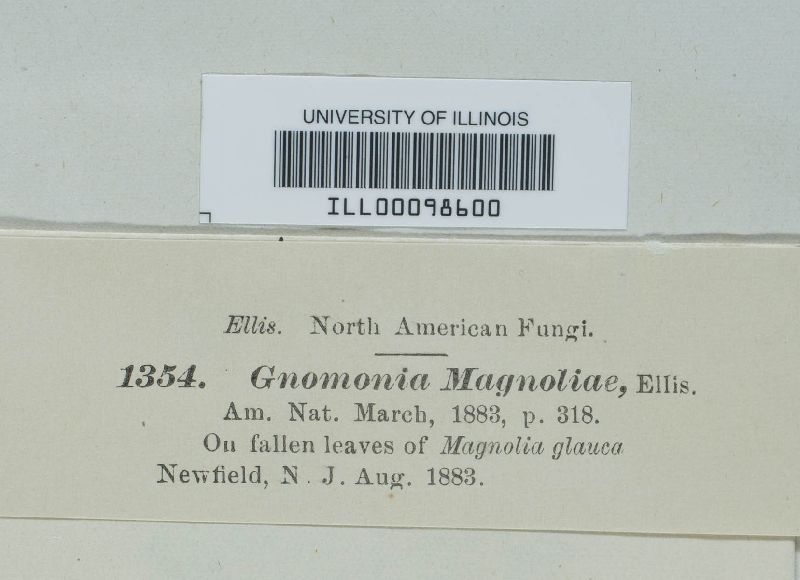 UNIVERSITY OF ILLINOIS
ILL00098600
Ellis. North American Fungi.
1354. Gnomonia Magnoliae, Ellis.
Am. Nat. March, 1883, p. 318.
On fallen leaves of Magnolia glauca
Newfield, N. J. Aug. 1883.